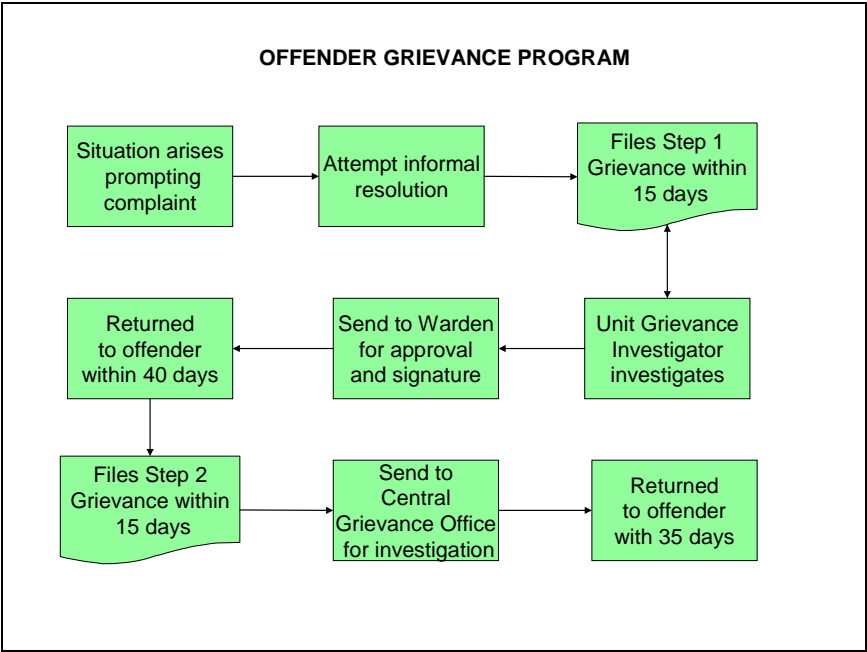 OFFENDER GRIEVANCE PROGRAM
Situation arises
prompting
complaint
Attempt informal
resolution
Files Step 1
Grievance within
15 days
Unit Grievance
Investigator
investigates
Send to Warden
for approval
and signature
Returned
to offender
within 40 days
Files Step 2
Grievance within
15 days
Send to
Central
Grievance Office
for investigation
Returned
to offender
with 35 days